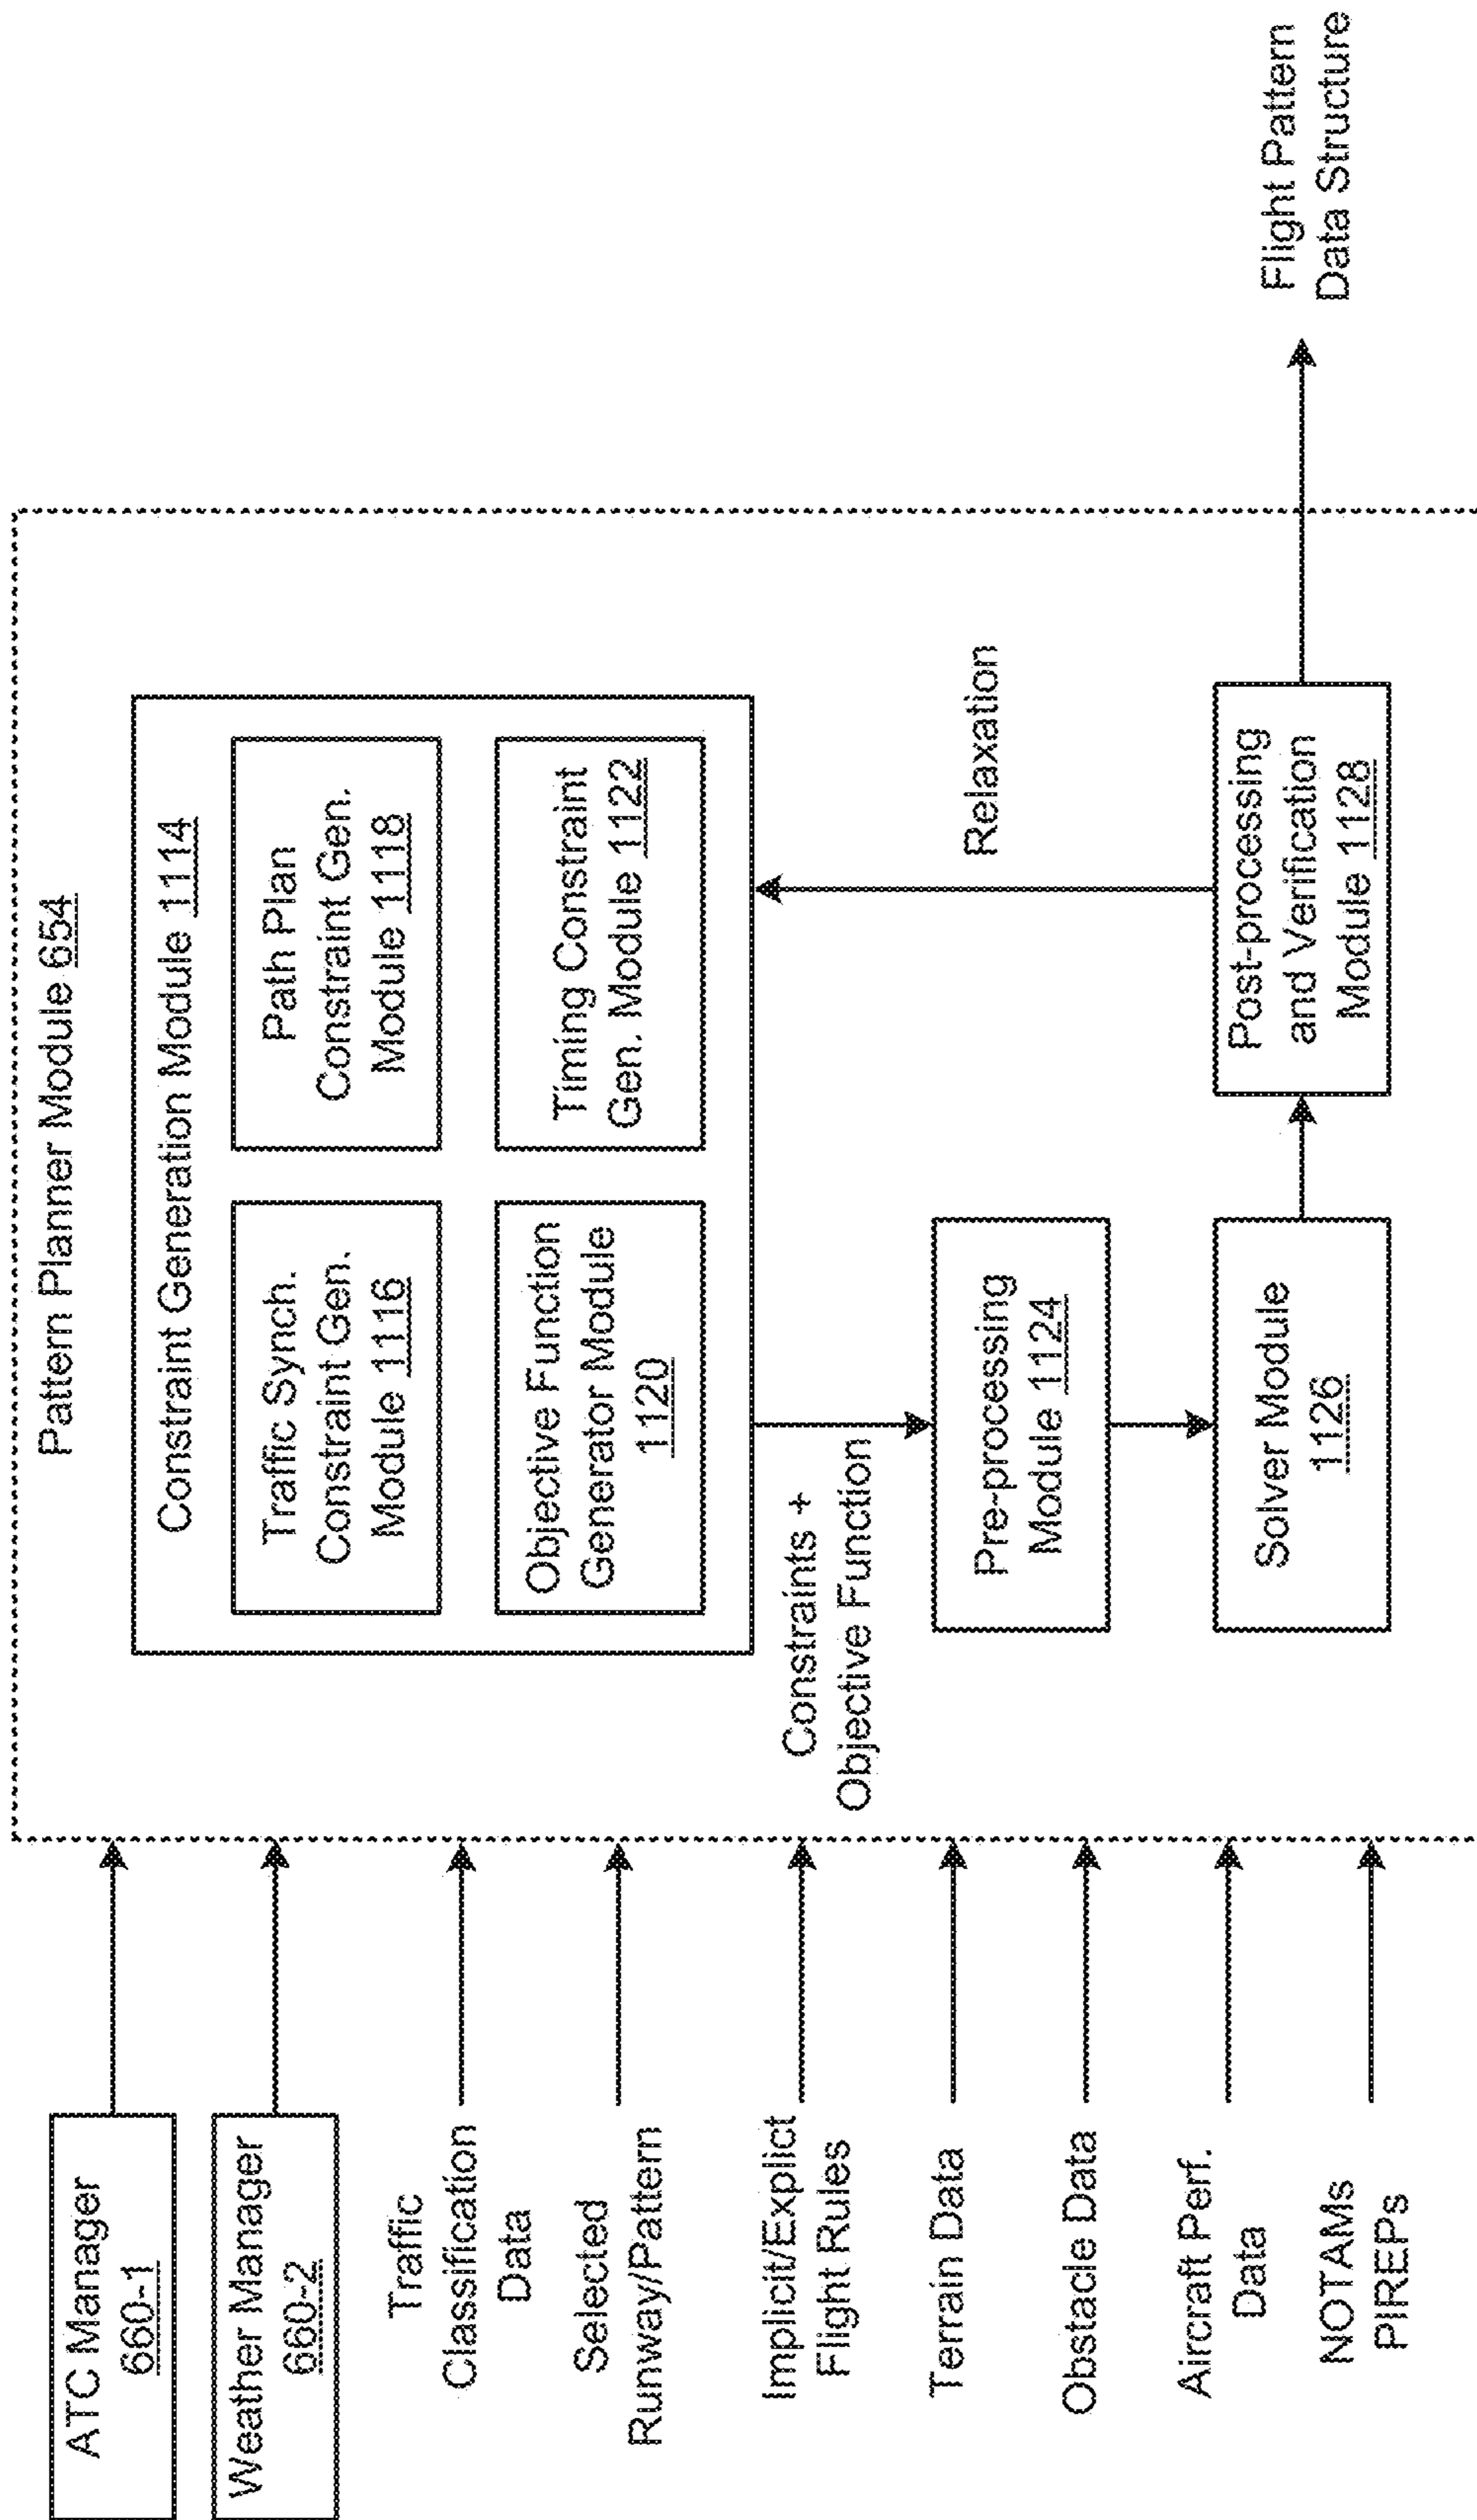 ATC Manager
660-1
Weather Manager
660-2
Traffic
Classification
Data
Selected
Runway/Pattern
Implicit/Explict
Flight Rules
Terrain Data
Obstacle Data
Aircraft Perf.
Data
NOTAMs
PIREPs
Pattern Planner Module 654
Constraint Generation Module 1114
Traffic Synch.
Constraint Gen.
Module 1116
Path Plan
Constraint Gen.
Module 1118
Objective Function
Generator Module
1120
Timing Constraint
Gen. Module 1122
Constraints +
Objective Function
Relaxation
Pre-processing
Module 1124
Solver Module
1126
Post-processing
and Verification
Module 1128
Flight Pattern
Data Structure